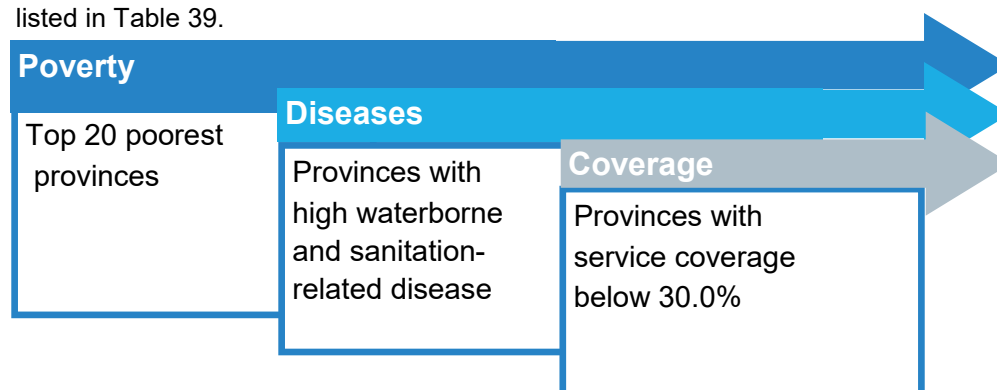 listed in Table 39.
Poverty
Top 20 poorest
provinces
Diseases
Provinces with
high waterborne
and sanitation-
related disease
Coverage
Provinces with
service coverage
below 30.0%